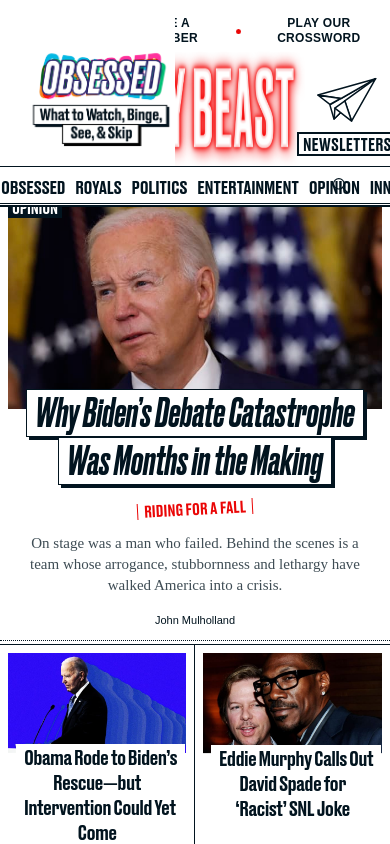 PLAY OUR
CROSSWORD
OBSESSED
What to Watch, Binge,
See, & Skip
BEAST
NEWSLETTERS
OBSESSED ROYALS POLITICS ENTERTAINMENT OPINION INN
OPINION
Why Biden's Debate Catastrophe
Was Months in the Making
RIDING FOR A FALL
On stage was a man who failed. Behind the scenes is a
team whose arrogance, stubbornness and lethargy have
walked America into a crisis.
John Mulholland
Obama Rode to Biden's
Rescue—but
Intervention Could Yet
Come
Eddie Murphy Calls Out
David Spade for
‘Racist’ SNL Joke